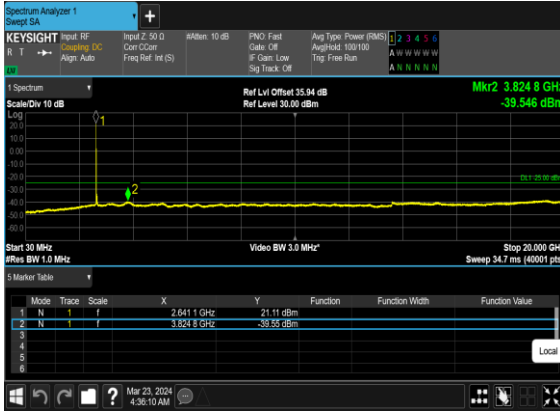 Spectrum Analyzer 1
Swept SA
+
KEYSIGHT
R T
Input: RF
Coupling: DC
Align: Auto
Input Z: 50 Ω
Corr CCorr
Freq Ref: Int (S)
#Atten: 10 dB
PNO: Fast
Gate: Off
IF Gain: Low
Sig Track: Off
Avg Type: Power (RMS)
Avg|Hold: 100/100
Trig: Free Run
1 2 3 4 5 6
A W W W W W
A N N N N N
1 Spectrum
Scale/Div 10 dB
Ref Lvl Offset 35.94 dB
Ref Level 30.00 dBm
Mkr2 3.824 8 GHz
-39.546 dBm
Log
20.0
10.0
0.00
-10.0
-20.0
-30.0
-40.0
-50.0
-60.0
1
2
DL1 -25.00 dBm
Start 30 MHz
#Res BW 1.0 MHz
Video BW 3.0 MHz*
Stop 20.000 GH
Sweep 34.7 ms (40001 pts
5 Marker Table
Mode Trace Scale X Y Function Function Width Function Value
1 N 1 f 2.641 1 GHz 21.11 dBm
2 N 1 f 3.824 8 GHz -39.55 dBm
3
4
5
6
Local
?
Mar 23, 2024
4:36:10 AM